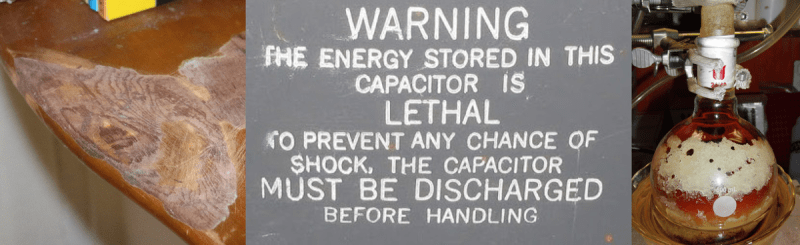 WARNING
THE ENERGY STORED IN THIS
CAPACITOR IS
LETHAL
TO PREVENT ANY CHANCE OF
SHOCK, THE CAPACITOR
MUST BE DISCHARGED
BEFORE HANDLING